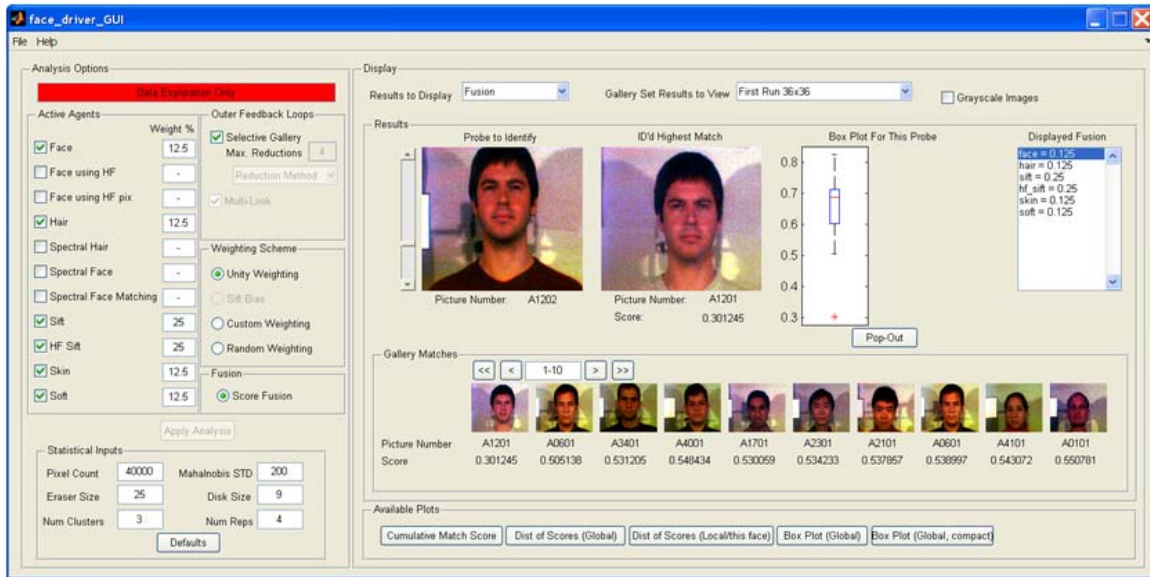 face_driver_GUI
File Help
Analysis Options
Data Exploration Only
Active Agents
Weight %
Face 12.5
Face using HF -
Face using HF pix -
Hair 12.5
Spectral Hair -
Spectral Face -
Spectral Face Matching -
Sift 25
HF Sift 25
Skin 12.5
Soft 12.5
Outer Feedback Loops
Selective Gallery
Max. Reductions 4
Reduction Method
Multi-Look
Weighting Scheme
Unity Weighting
Sift Bias
Custom Weighting
Random Weighting
Fusion
Score Fusion
Apply Analysis
Statistical Inputs
Pixel Count 40000 Mahalnobis STD 200
Eraser Size 25 Disk Size 9
Num Clusters 3 Num Reps 4
Defaults
Display
Results to Display Fusion Gallery Set Results to View First Run 36x36 Grayscale Images
Results
Probe to Identify
Picture Number: A1202
ID'd Highest Match
Picture Number: A1201
Score: 0.301245
Box Plot For This Probe
0.8
0.7
0.6
0.5
0.4
0.3
Pop-Out
Displayed Fusion
face = 0.125
hair = 0.125
sift = 0.25
hf_sift = 0.25
skin = 0.125
soft = 0.125
Gallery Matches
<< < 1-10 > >>
Picture Number A1201 A0601 A3401 A4001 A1701 A2301 A2101 A0601 A4101 A0101
Score 0.301245 0.505138 0.531205 0.548434 0.530059 0.534233 0.537857 0.538997 0.543072 0.550781
Available Plots
Cumulative Match Score Dist of Scores (Global) Dist of Scores (Local/this face) Box Plot (Global) Box Plot (Global, compact)